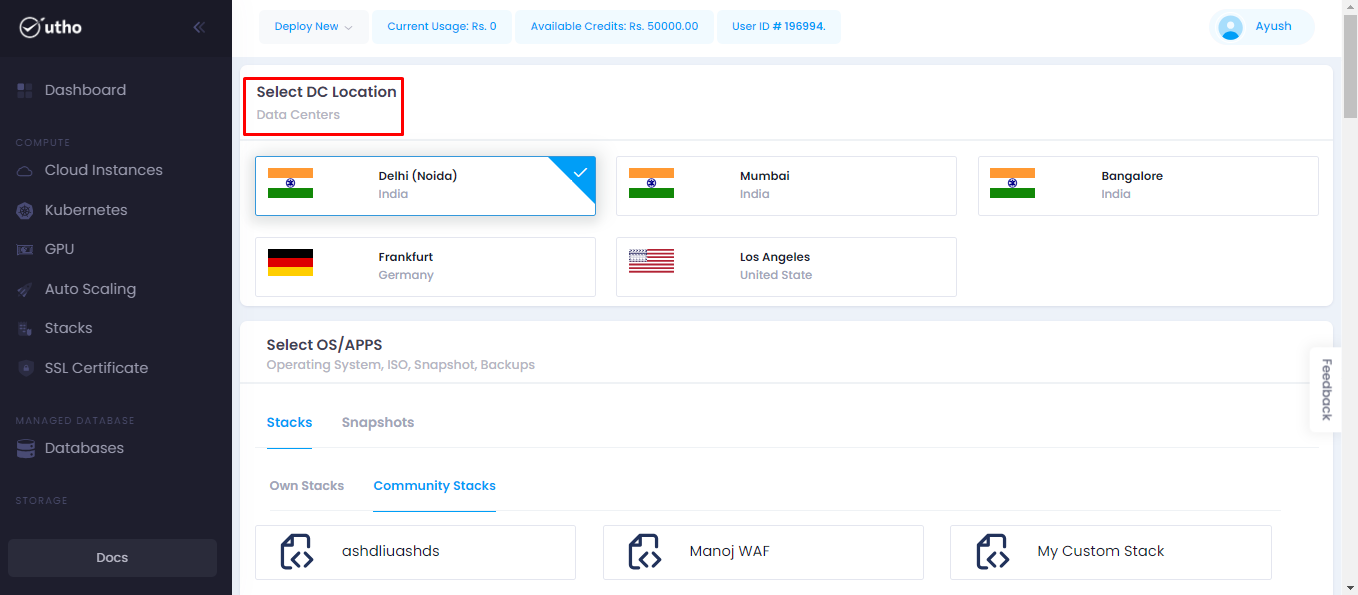 utho
Deploy New
Current Usage: Rs. 0
Available Credits: Rs. 50000.00
User ID # 196994.
Ayush
Dashboard
COMPUTE
Cloud Instances
Kubernetes
GPU
Auto Scaling
Stacks
SSL Certificate
MANAGED DATABASE
Databases
STORAGE
Docs
Select DC Location
Data Centers
Delhi (Noida)
India
Mumbai
India
Bangalore
India
Frankfurt
Germany
Los Angeles
United State
Select OS/APPS
Operating System, ISO, Snapshot, Backups
Stacks
Snapshots
Own Stacks
Community Stacks
ashdliuashds
Manoj WAF
My Custom Stack
Feedback